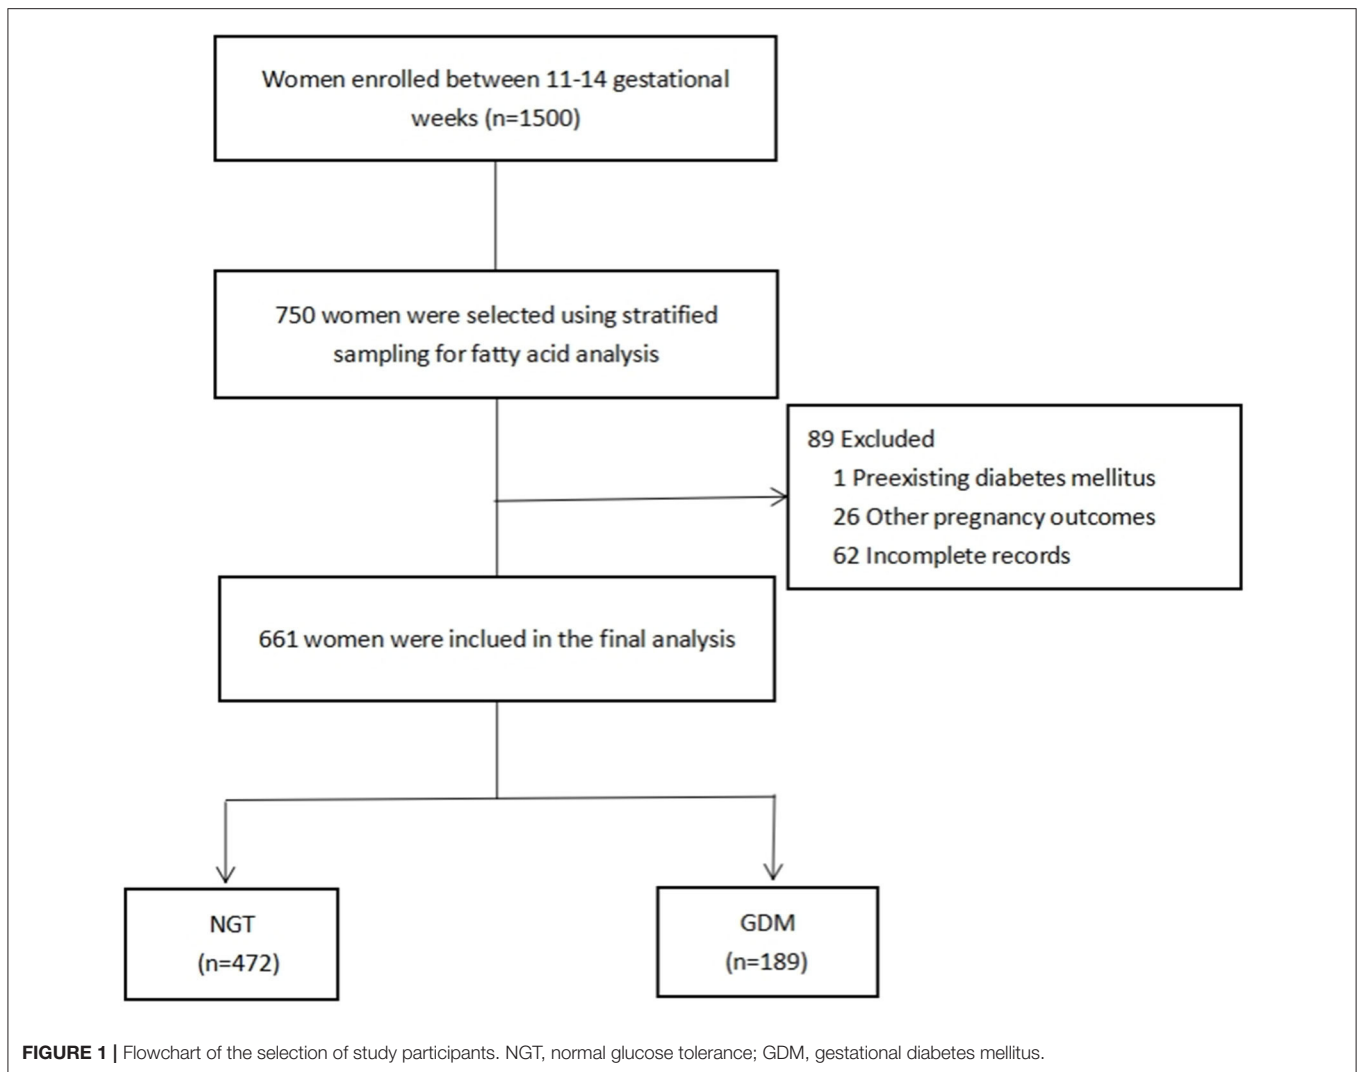 Women enrolled between 11-14 gestational
weeks (n=1500)
750 women were selected using stratified
sampling for fatty acid analysis
89 Excluded
1 Preexisting diabetes mellitus
26 Other pregnancy outcomes
62 Incomplete records
661 women were inclued in the final analysis
NGT
(n=472)
GDM
(n=189)
FIGURE 1 | Flowchart of the selection of study participants. NGT, normal glucose tolerance; GDM, gestational diabetes mellitus.